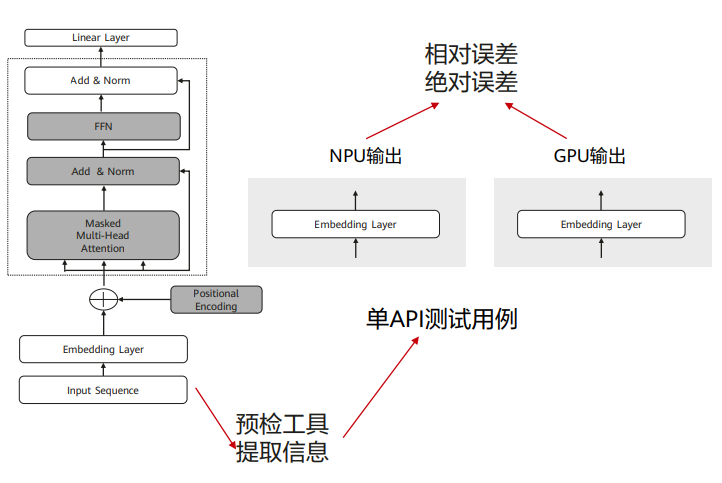 Linear Layer
Add & Norm
FFN
Add & Norm
Masked
Multi-Head
Attention
Positional
Encoding
Embedding Layer
Input Sequence
预检工具
提取信息
单API测试用例
NPU输出
Embedding Layer
GPU输出
Embedding Layer
相对误差
绝对误差